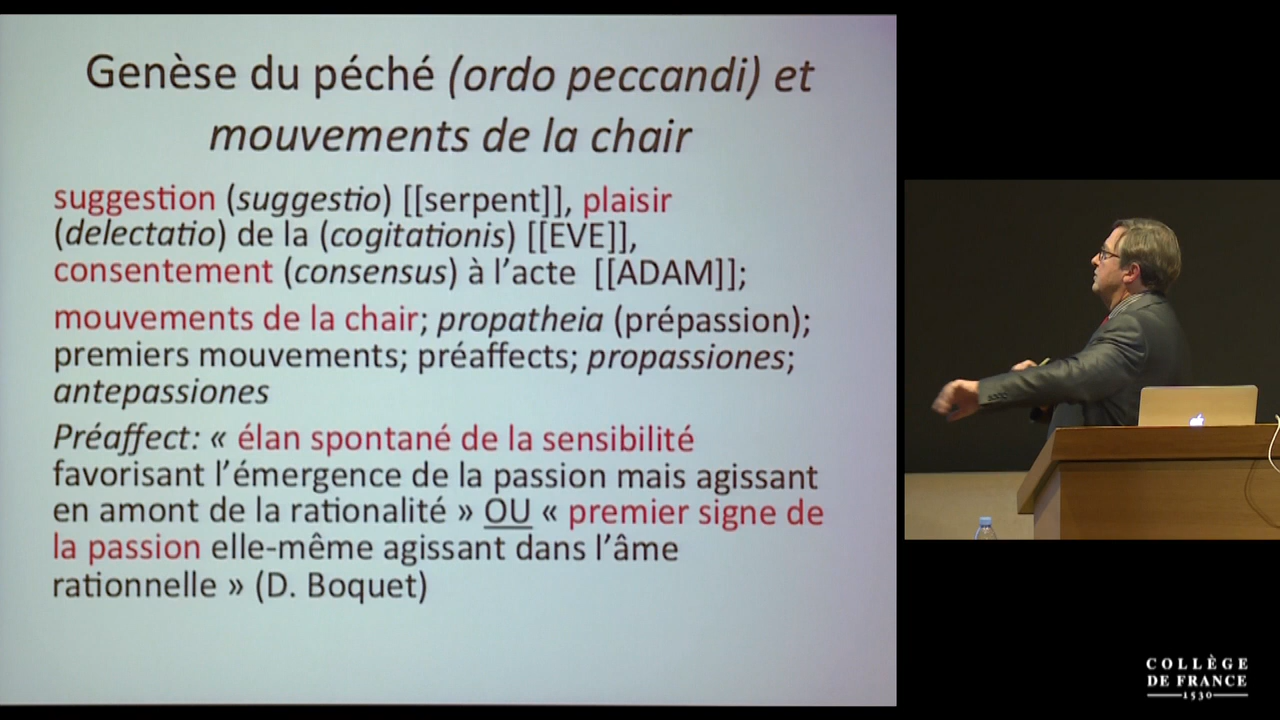 Genèse du péché (ordo peccandi) et
mouvements de la chair
suggestion (suggestio) [[serpent]], plaisir
(delectatio) de la (cogitationis) [[EVE]],
consentement (consensus) à l’acte [[ADAM]];
mouvements de la chair; propatheia (prépassion);
premiers mouvements; préaffects; propassiones;
antepassiones
Préaffect: « élan spontané de la sensibilité
favorisant l’émergence de la passion mais agissant
en amont de la rationalité » OU « premier signe de
la passion elle-même agissant dans l’âme
rationnelle » (D. Boquet)
COLLÈGE
DE FRANCE
1530